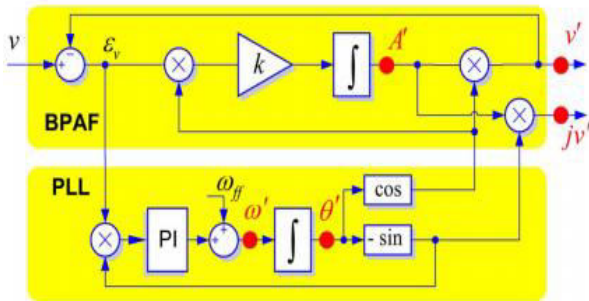 v
+
−
ε_v
×
k
∫
A′
×
v′
×
jv′
BPAF
PLL
ω_ff
cos
×
PI
+
+
ω′
∫
θ′
- sin